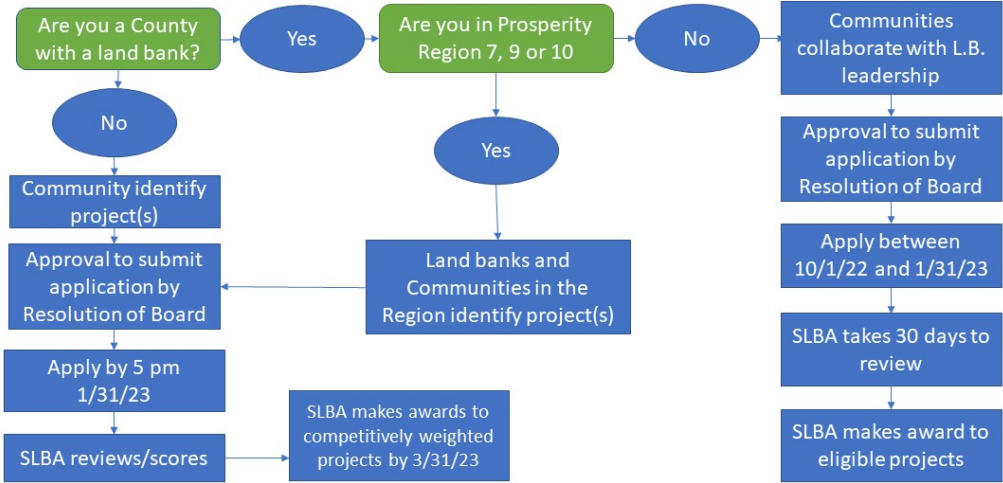 Are you a County
with a land bank?
Yes
Are you in Prosperity
Region 7, 9 or 10
No
Communities
collaborate with L.B.
leadership
No
Yes
Approval to submit
application by
Resolution of Board
Community identify
project(s)
Apply between
10/1/22 and 1/31/23
Approval to submit
application by
Resolution of Board
Land banks and
Communities in the
Region identify project(s)
SLBA takes 30 days to
review
Apply by 5 pm
1/31/23
SLBA makes awards to
competitively weighted
projects by 3/31/23
SLBA makes award to
eligible projects
SLBA reviews/scores